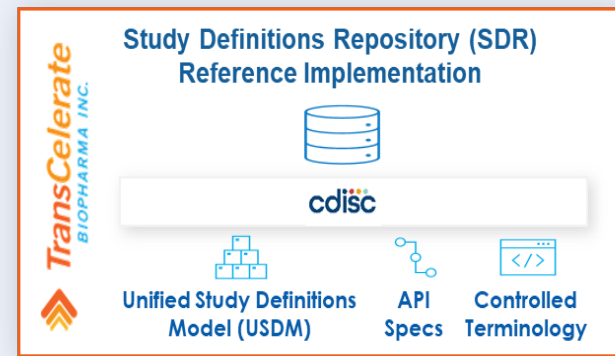 Study Definitions Repository (SDR)
Reference Implementation
TransCelerate
BIOPHARMA INC.
cdisc
</>
Unified Study Definitions
Model (USDM)
API
Specs
Controlled
Terminology